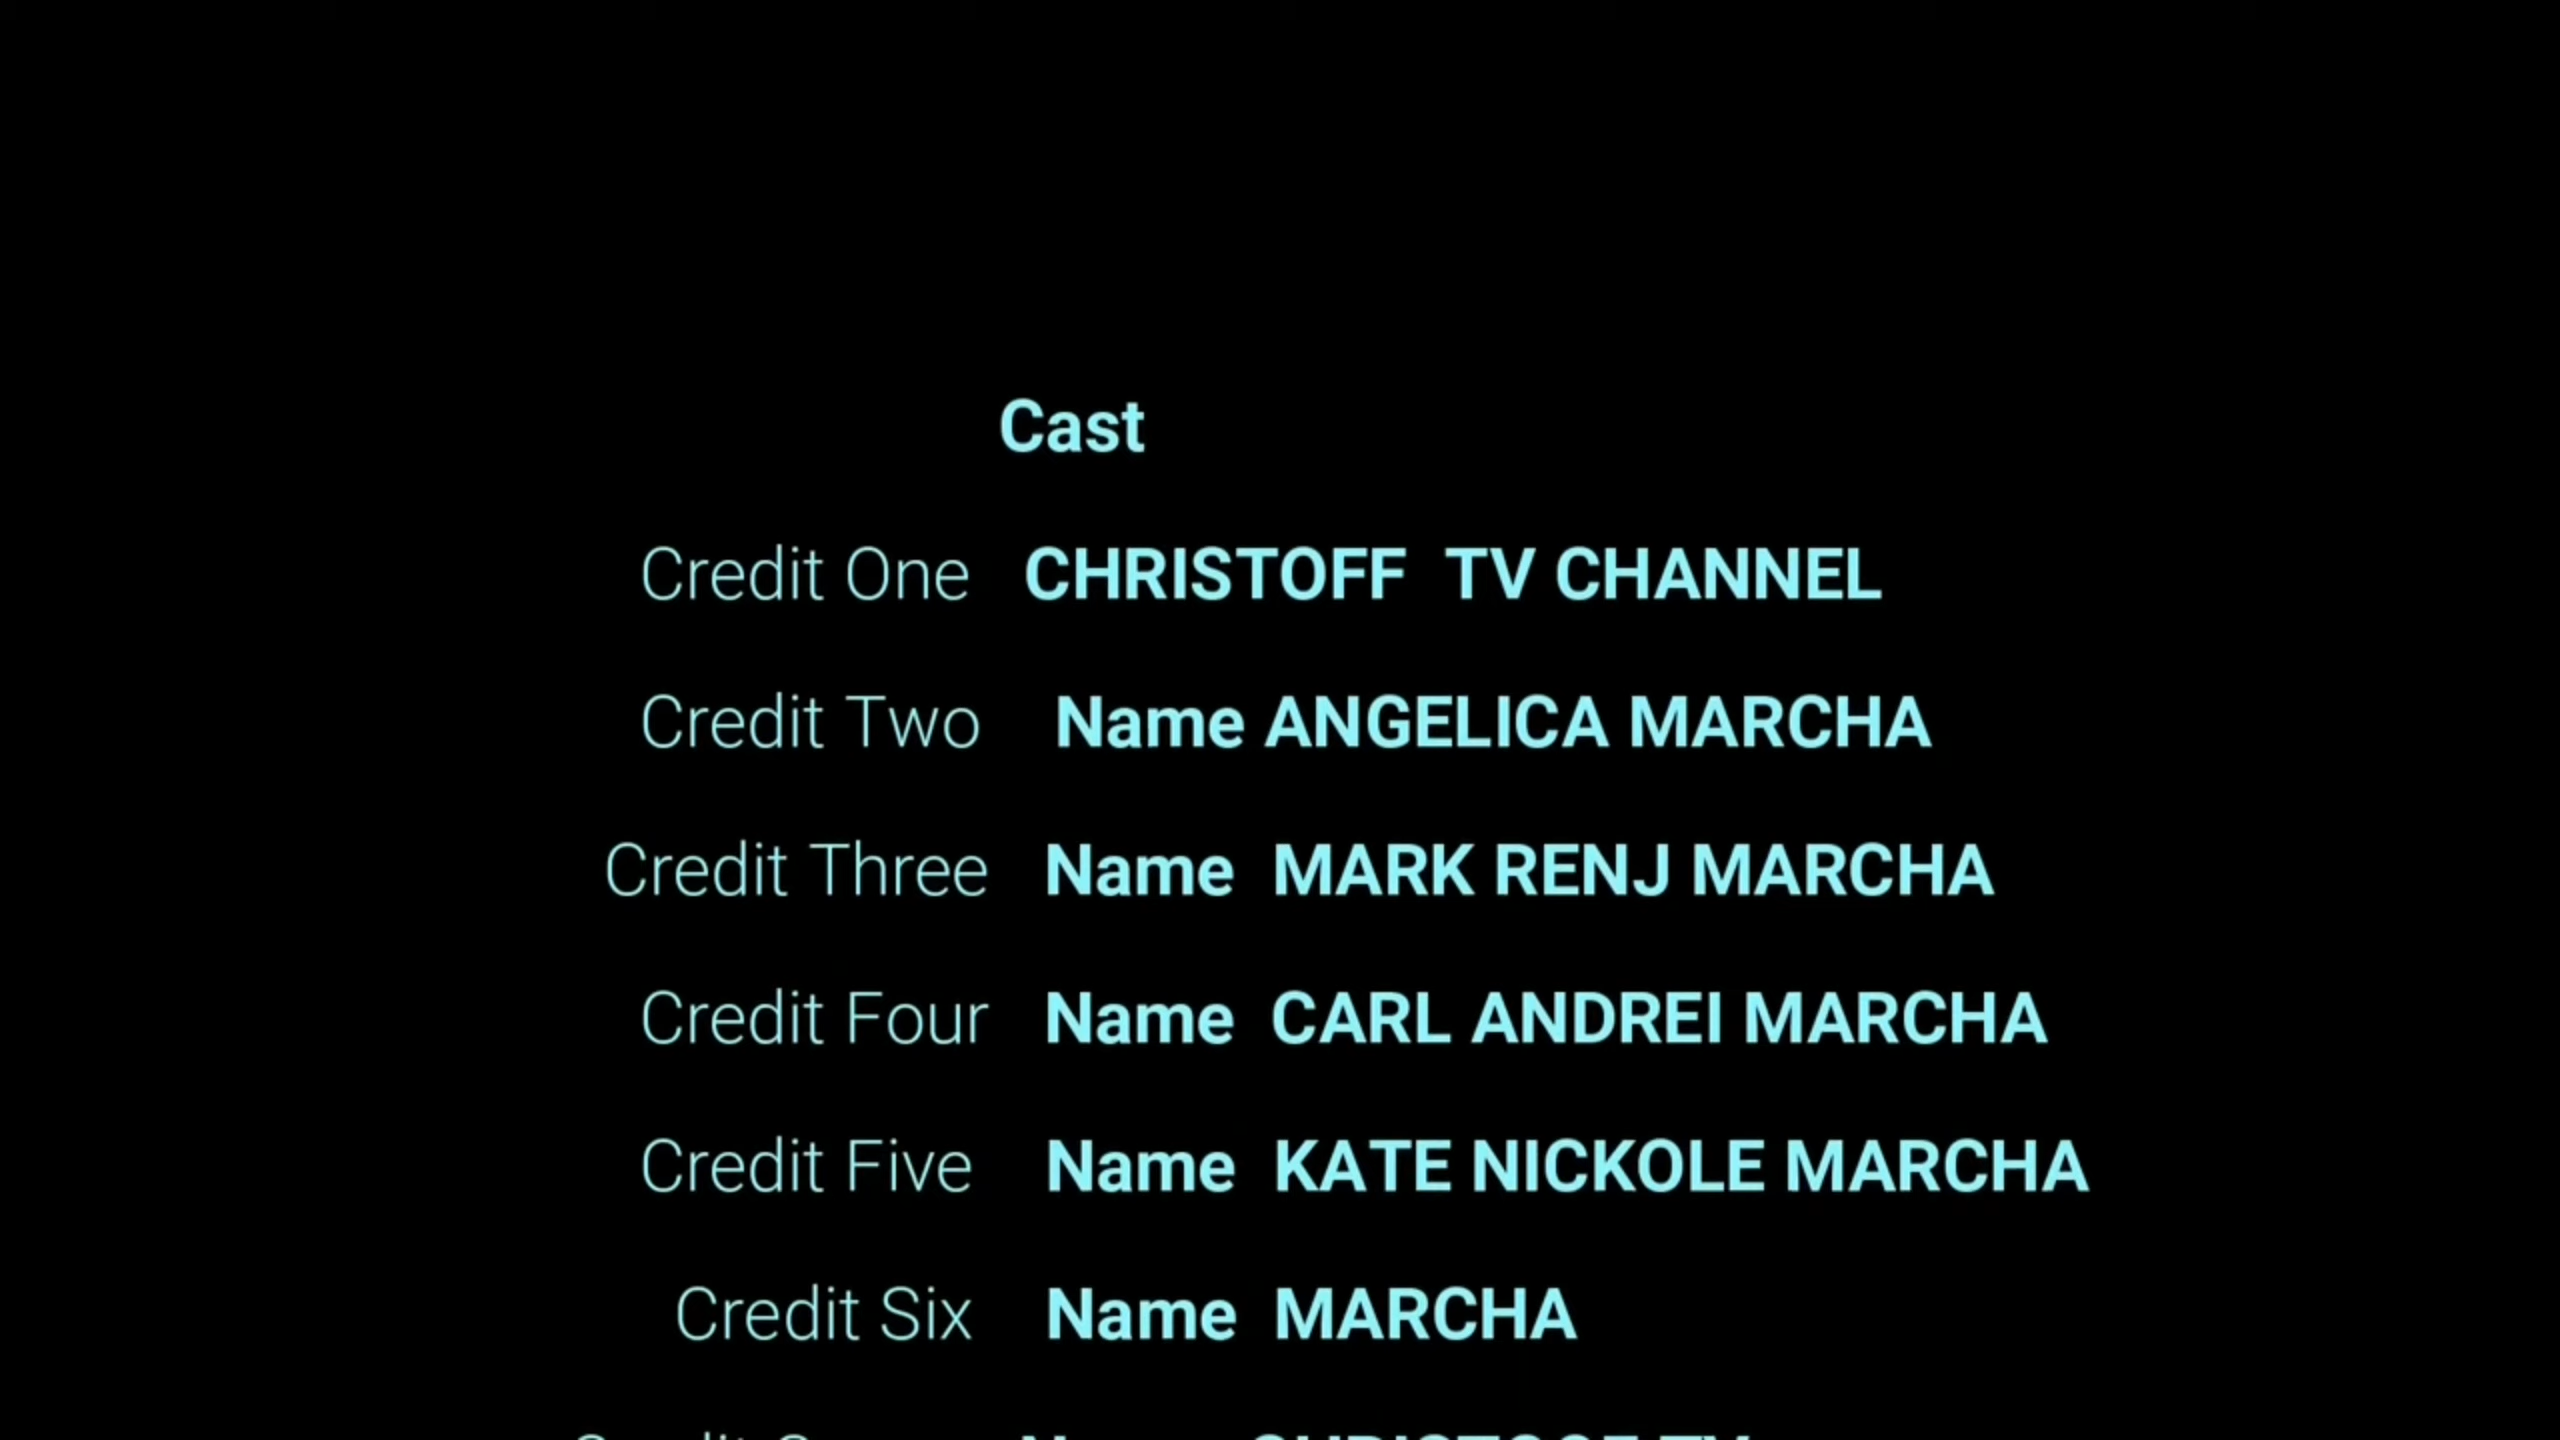 Cast
Credit One CHRISTOFF TV CHANNEL
Credit Two Name ANGELICA MARCHA
Credit Three Name MARK RENJ MARCHA
Credit Four Name CARL ANDREI MARCHA
Credit Five Name KATE NICKOLE MARCHA
Credit Six Name MARCHA